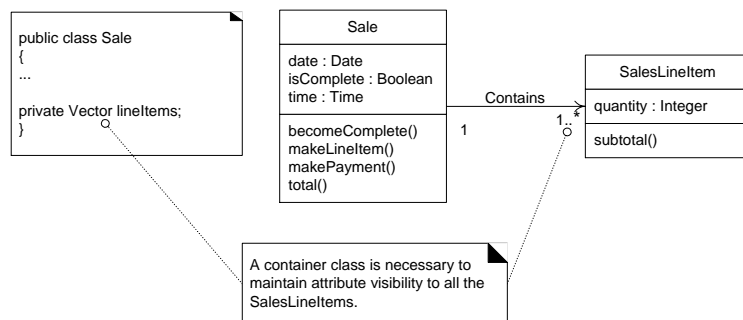 public class Sale
{
...
private Vector lineItems;
}
Sale
date : Date
isComplete : Boolean
time : Time
becomeComplete()
makeLineItem()
makePayment()
total()
Contains
1
1..*
SalesLineItem
quantity : Integer
subtotal()
A container class is necessary to
maintain attribute visibility to all the
SalesLineItems.